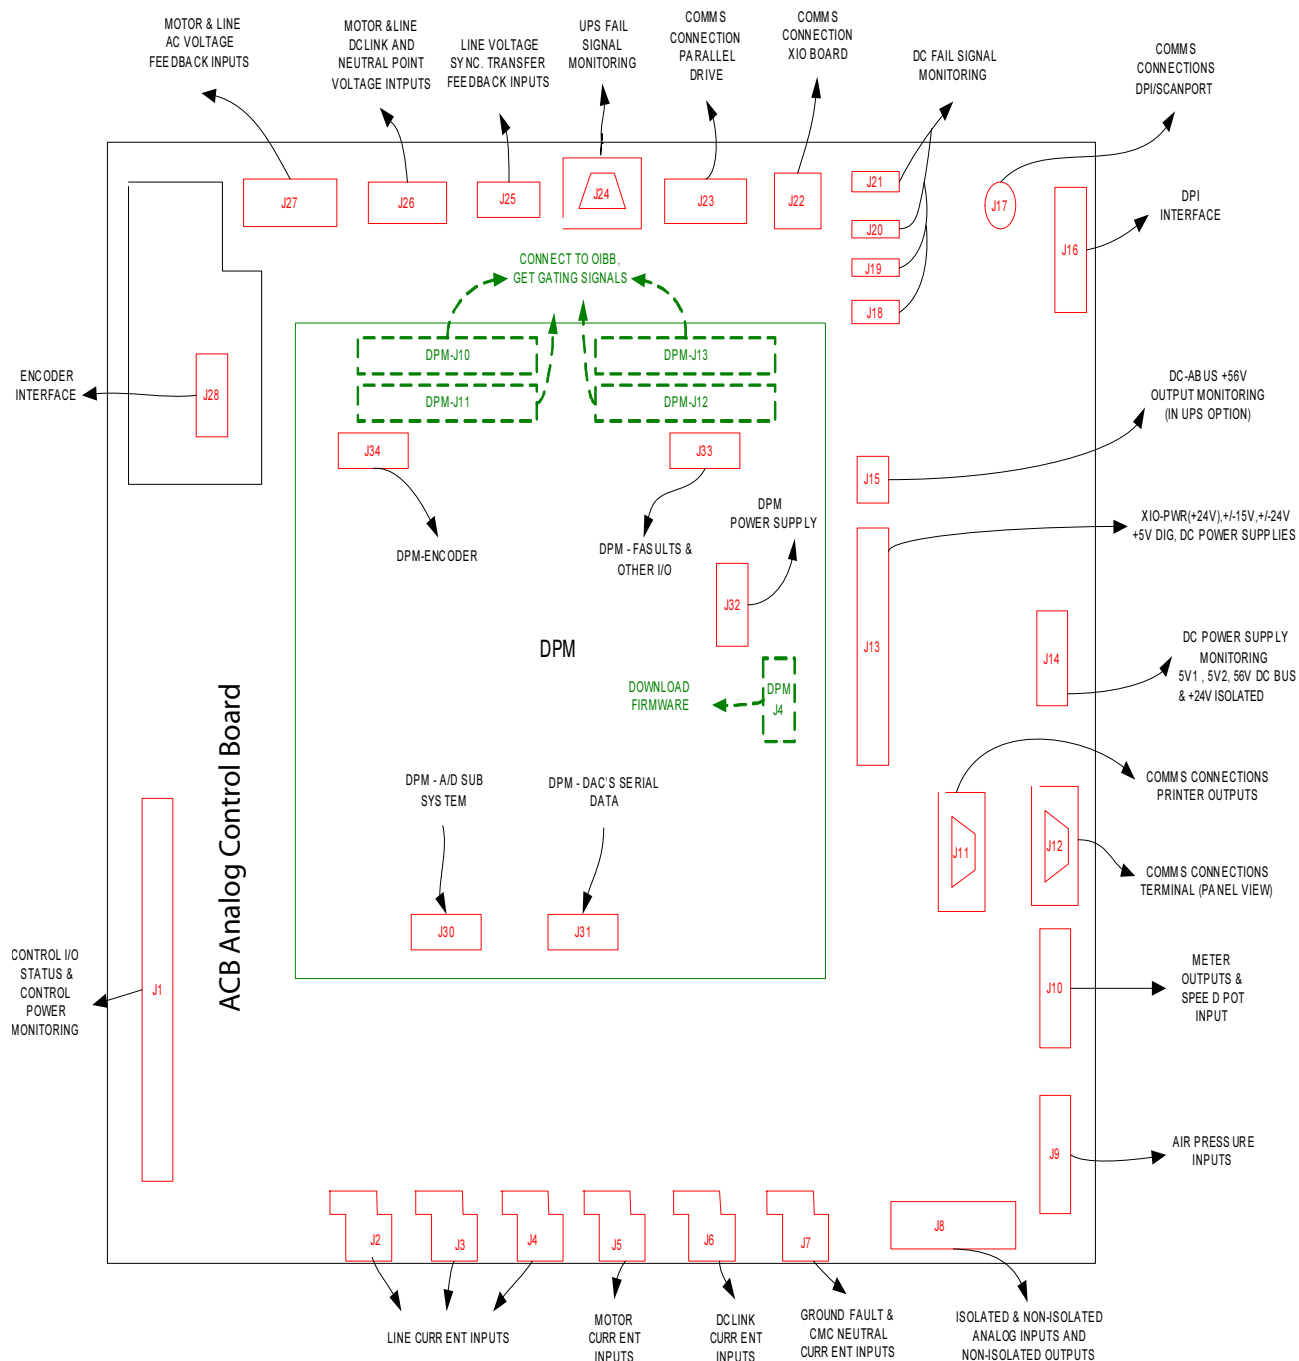 MOTOR & LINE
AC VOLTAGE
FEEDBACK INPUTS
MOTOR &LINE
DCLINK AND
NEUTRAL POINT
VOLTAGE INTPUTS
LINE VOLTAGE
SYNC. TRANSFER
FEEDBACK INPUTS
UPS FAIL
SIGNAL
MONITORING
COMMS
CONNECTION
PARALLEL
DRIVE
COMMS
CONNECTION
XIO BOARD
DC FAIL SIGNAL
MONITORING
COMMS
CONNECTIONS
DPI/SCANPORT
J27
J26
J25
J24
J23
J22
J21
J20
J19
J18
J17
J16
DPI
INTERFACE
CONNECT TO OIBB,
GET GATING SIGNALS
DPM-J10
DPM-J13
DPM-J11
DPM-J12
ENCODER
INTERFACE
J28
J34
J33
DC-ABUS +56V
OUTPUT MONITORING
(IN UPS OPTION)
J15
DPM
POWER SUPPLY
XIO-PWR(+24V),+/-15V,+/-24V
+5V DIG, DC POWER SUPPLIES
DPM-ENCODER
DPM - FASULTS &
OTHER I/O
J32
DPM
J13
J14
DC POWER SUPPLY
MONITORING
5V1 , 5V2, 56V DC BUS
& +24V ISOLATED
DOWNLOAD
FIRMWARE
DPM
J4
ACB Analog Control Board
DPM - A/D SUB
SYSTEM
DPM - DAC'S SERIAL
DATA
COMMS CONNECTIONS
PRINTER OUTPUTS
J11
J12
COMMS CONNECTIONS
TERMINAL (PANEL VIEW)
J30
J31
CONTROL I/O
STATUS &
CONTROL
POWER
MONITORING
J1
J10
METER
OUTPUTS &
SPEED POT
INPUT
J9
AIR PRESSURE
INPUTS
J2
J3
J4
J5
J6
J7
J8
LINE CURRENT INPUTS
MOTOR
CURRENT
INPUTS
DCLINK
CURRENT
INPUTS
GROUND FAULT &
CMC NEUTRAL
CURRENT INPUTS
ISOLATED & NON-ISOLATED
ANALOG INPUTS AND
NON-ISOLATED OUTPUTS